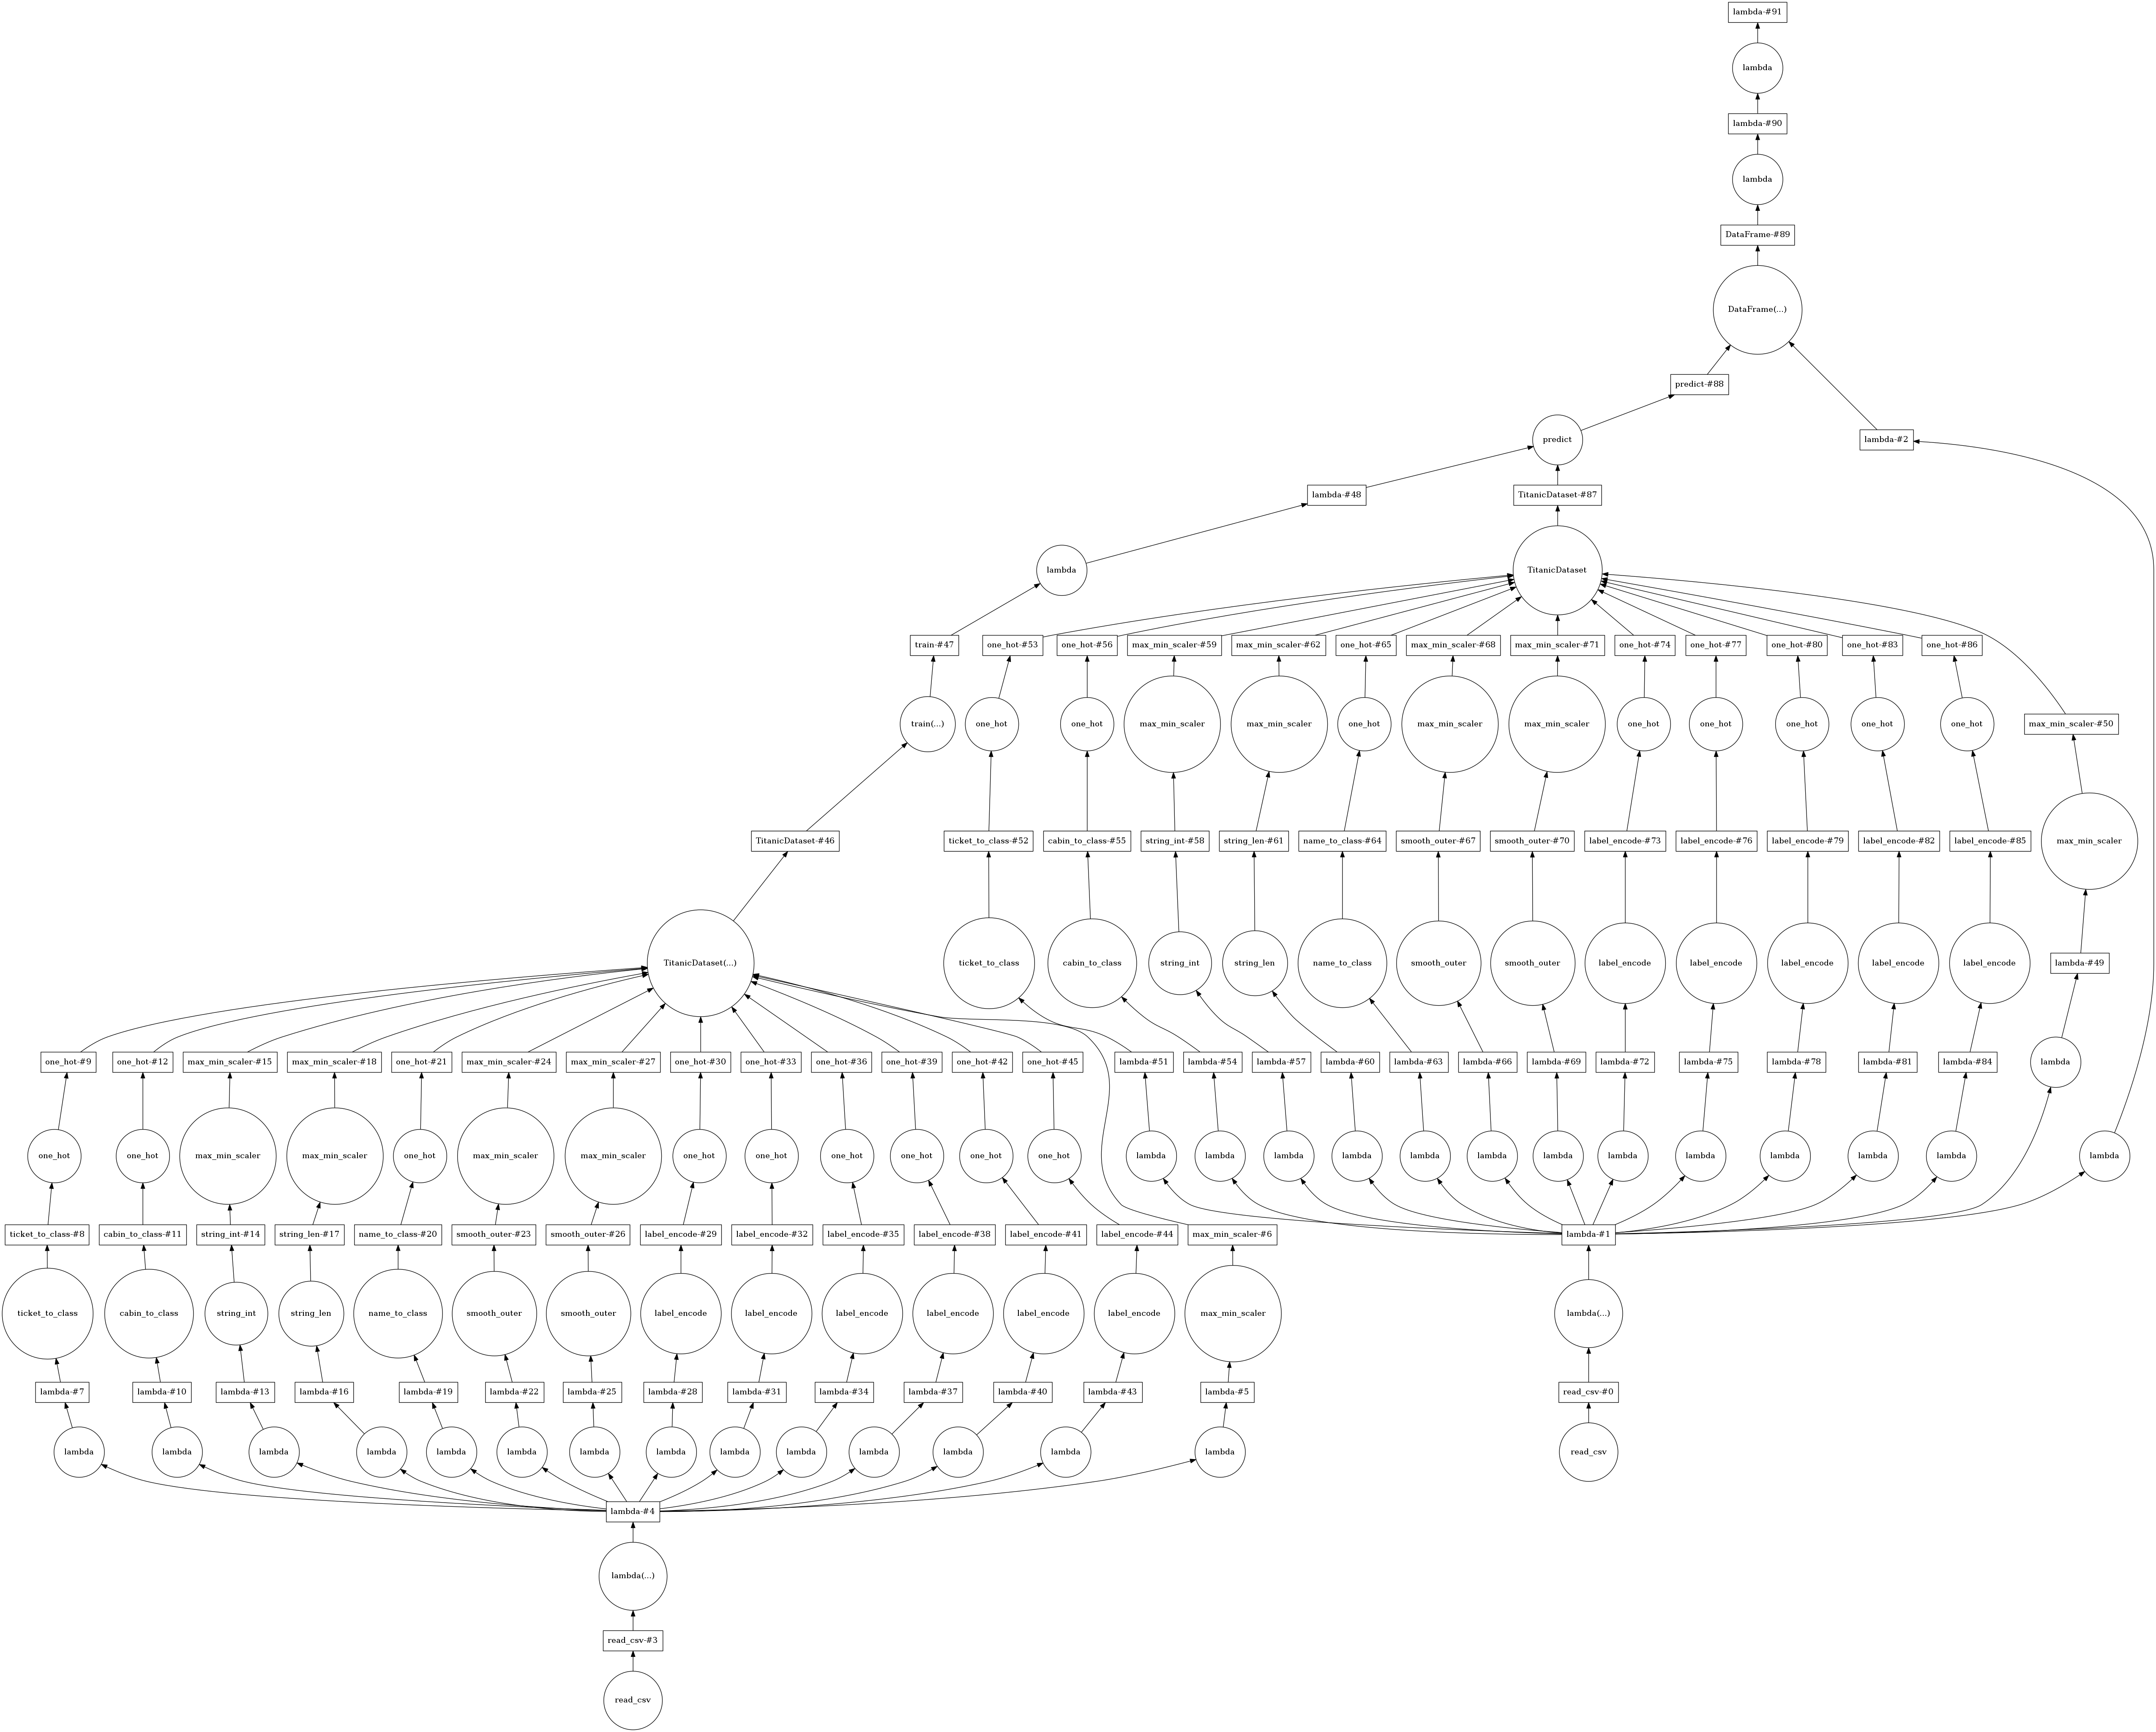 lambda-#91
lambda
lambda-#90
lambda
DataFrame-#89
DataFrame(...)
predict-#88
predict
lambda-#2
lambda-#48
TitanicDataset-#87
lambda
TitanicDataset
train-#47
one_hot-#53
one_hot-#56
max_min_scaler-#59
max_min_scaler-#62
one_hot-#65
max_min_scaler-#68
max_min_scaler-#71
one_hot-#74
one_hot-#77
one_hot-#80
one_hot-#83
one_hot-#86
train(...)
one_hot
one_hot
max_min_scaler
max_min_scaler
one_hot
max_min_scaler
max_min_scaler
one_hot
one_hot
one_hot
one_hot
one_hot
max_min_scaler-#50
TitanicDataset-#46
ticket_to_class-#52
cabin_to_class-#55
string_int-#58
string_len-#61
name_to_class-#64
smooth_outer-#67
smooth_outer-#70
label_encode-#73
label_encode-#76
label_encode-#79
label_encode-#82
label_encode-#85
max_min_scaler
TitanicDataset(...)
ticket_to_class
cabin_to_class
string_int
string_len
name_to_class
smooth_outer
smooth_outer
label_encode
label_encode
label_encode
label_encode
label_encode
lambda-#49
one_hot-#9
one_hot-#12
max_min_scaler-#15
max_min_scaler-#18
one_hot-#21
max_min_scaler-#24
max_min_scaler-#27
one_hot-#30
one_hot-#33
one_hot-#36
one_hot-#39
one_hot-#42
one_hot-#45
lambda-#51
lambda-#54
lambda-#57
lambda-#60
lambda-#63
lambda-#66
lambda-#69
lambda-#72
lambda-#75
lambda-#78
lambda-#81
lambda-#84
lambda
one_hot
one_hot
max_min_scaler
max_min_scaler
one_hot
max_min_scaler
max_min_scaler
one_hot
one_hot
one_hot
one_hot
one_hot
one_hot
lambda
lambda
lambda
lambda
lambda
lambda
lambda
lambda
lambda
lambda
lambda
lambda
lambda
ticket_to_class-#8
cabin_to_class-#11
string_int-#14
string_len-#17
name_to_class-#20
smooth_outer-#23
smooth_outer-#26
label_encode-#29
label_encode-#32
label_encode-#35
label_encode-#38
label_encode-#41
label_encode-#44
max_min_scaler-#6
lambda-#1
ticket_to_class
cabin_to_class
string_int
string_len
name_to_class
smooth_outer
smooth_outer
label_encode
label_encode
label_encode
label_encode
label_encode
label_encode
max_min_scaler
lambda(...)
lambda-#7
lambda-#10
lambda-#13
lambda-#16
lambda-#19
lambda-#22
lambda-#25
lambda-#28
lambda-#31
lambda-#34
lambda-#37
lambda-#40
lambda-#43
lambda-#5
read_csv-#0
lambda
lambda
lambda
lambda
lambda
lambda
lambda
lambda
lambda
lambda
lambda
lambda
lambda
lambda
read_csv
lambda-#4
lambda(...)
read_csv-#3
read_csv